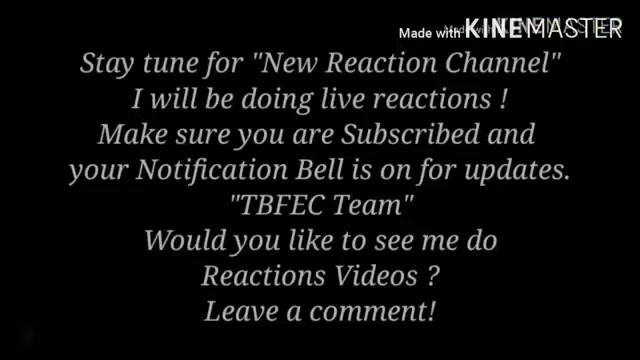 Made with KINEMASTER
Stay tune for "New Reaction Channel"
I will be doing live reactions !
Make sure you are Subscribed and
your Notification Bell is on for updates.
"TBFEC Team"
Would you like to see me do
Reactions Videos ?
Leave a comment!